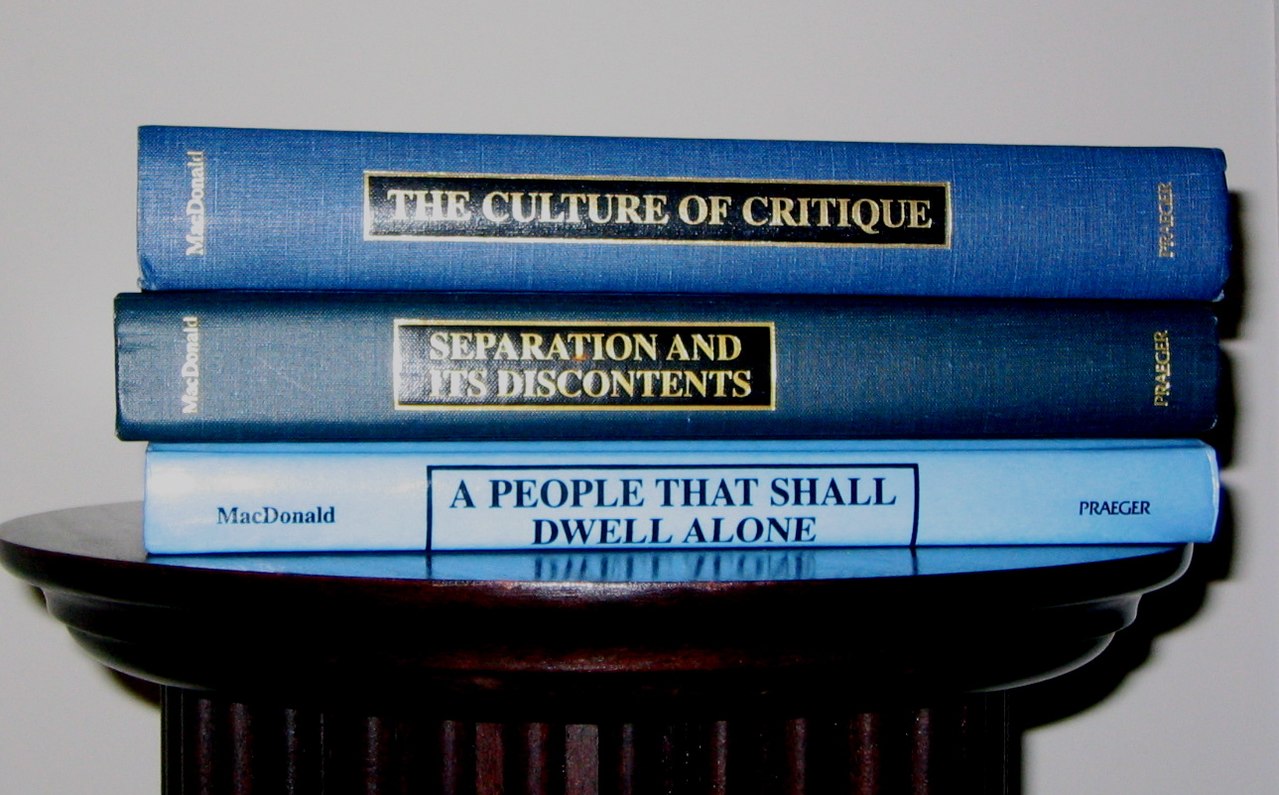 MacDonald
THE CULTURE OF CRITIQUE
PRAEGER
MacDonald
SEPARATION AND
ITS DISCONTENTS
PRAEGER
MacDonald
A PEOPLE THAT SHALL
DWELL ALONE
PRAEGER